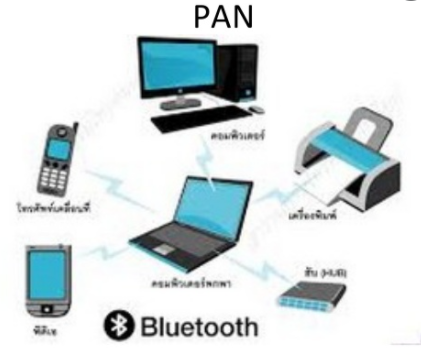 PAN
คอมพิวเตอร์
โทรศัพท์เคลื่อนที่
เครื่องพิมพ์
คอมพิวเตอร์พกพา
ฮับ (HUB)
พีดีเอ
Bluetooth